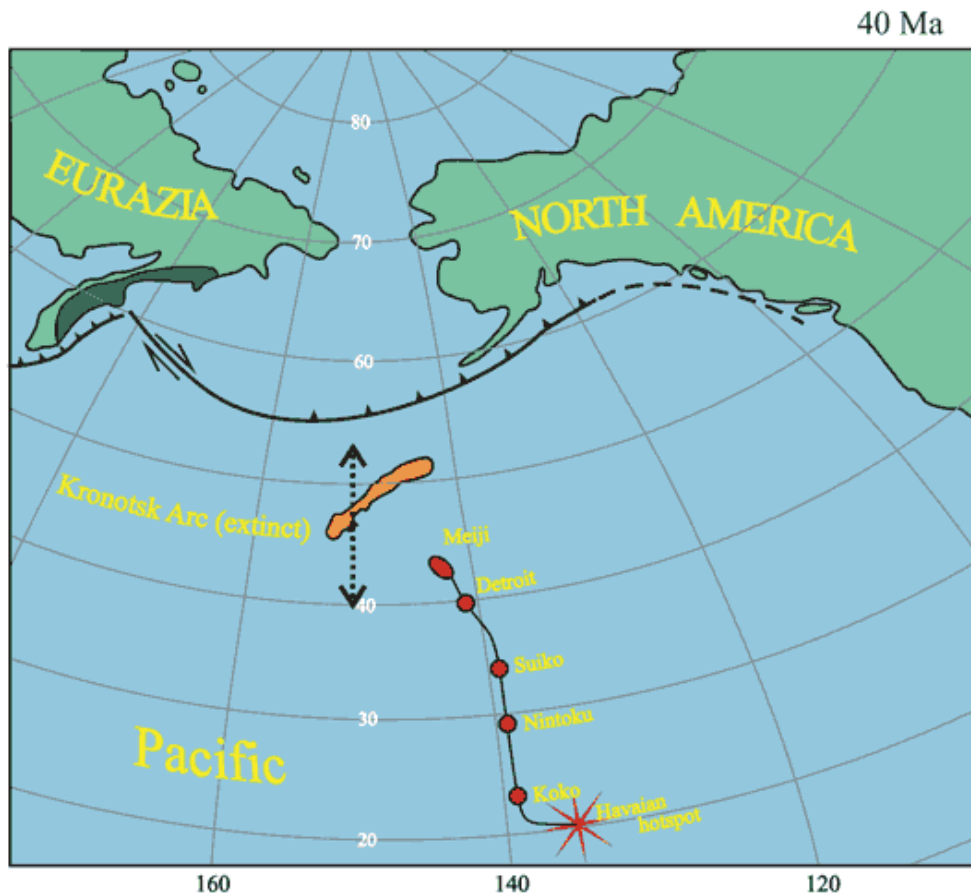 40 Ma
80
EURAZIA
NORTH AMERICA
70
60
Kronotsk Arc (extinct)
Meiji
Detroit
40
Suiko
30
Nintoku
Pacific
Koko
Havaian
hotspot
20
160
140
120